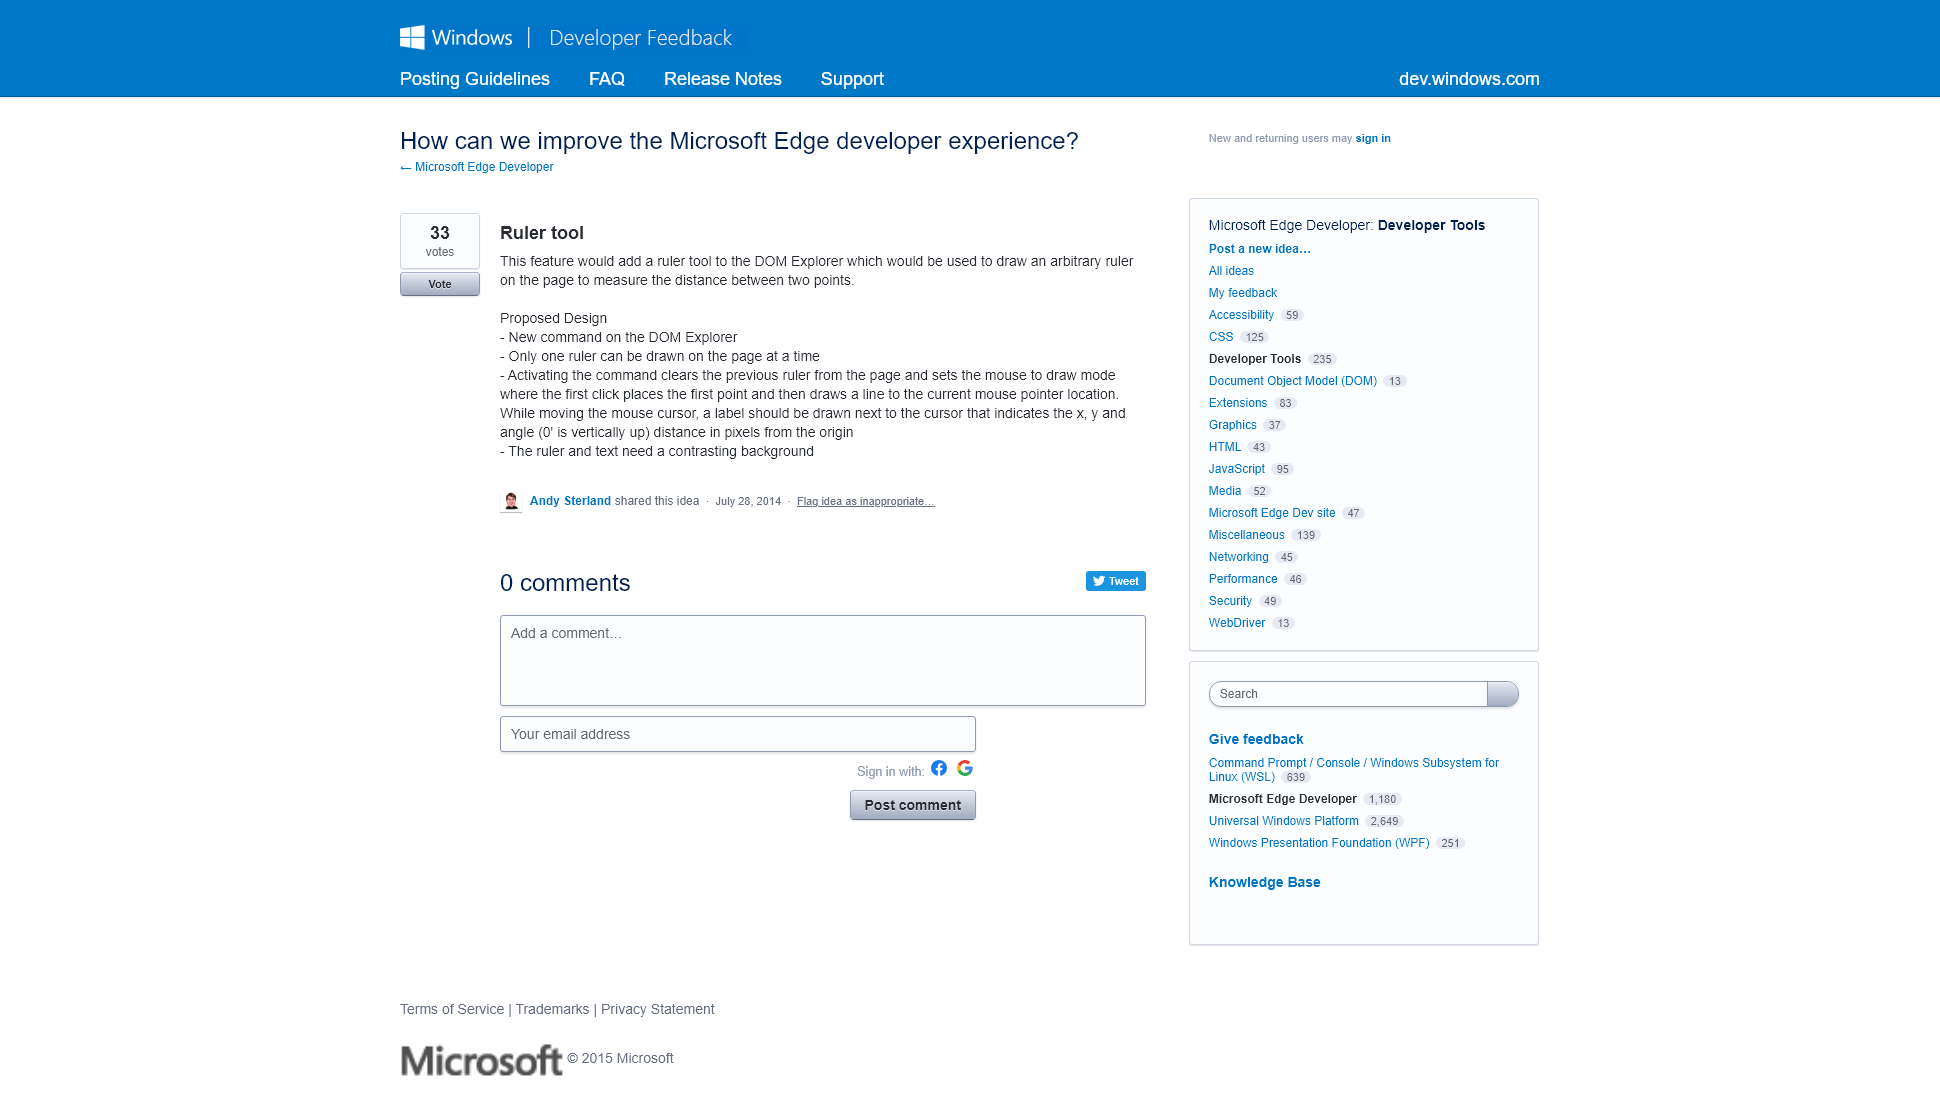 Windows | Developer Feedback
Posting Guidelines FAQ Release Notes Support dev.windows.com
How can we improve the Microsoft Edge developer experience?
← Microsoft Edge Developer
New and returning users may sign in
33
votes
Vote
Ruler tool
This feature would add a ruler tool to the DOM Explorer which would be used to draw an arbitrary ruler
on the page to measure the distance between two points.
Proposed Design
- New command on the DOM Explorer
- Only one ruler can be drawn on the page at a time
- Activating the command clears the previous ruler from the page and sets the mouse to draw mode
where the first click places the first point and then draws a line to the current mouse pointer location.
While moving the mouse cursor, a label should be drawn next to the cursor that indicates the x, y and
angle (0' is vertically up) distance in pixels from the origin
- The ruler and text need a contrasting background
Andy Sterland shared this idea · July 28, 2014 · Flag idea as inappropriate…
0 comments
Tweet
Add a comment…
Your email address
Sign in with:
Post comment
Microsoft Edge Developer: Developer Tools
Post a new idea…
All ideas
My feedback
Accessibility 59
CSS 125
Developer Tools 235
Document Object Model (DOM) 13
Extensions 83
Graphics 37
HTML 43
JavaScript 95
Media 52
Microsoft Edge Dev site 47
Miscellaneous 139
Networking 45
Performance 46
Security 49
WebDriver 13
Search
Give feedback
Command Prompt / Console / Windows Subsystem for
Linux (WSL) 639
Microsoft Edge Developer 1,180
Universal Windows Platform 2,649
Windows Presentation Foundation (WPF) 251
Knowledge Base
Terms of Service | Trademarks | Privacy Statement
Microsoft © 2015 Microsoft